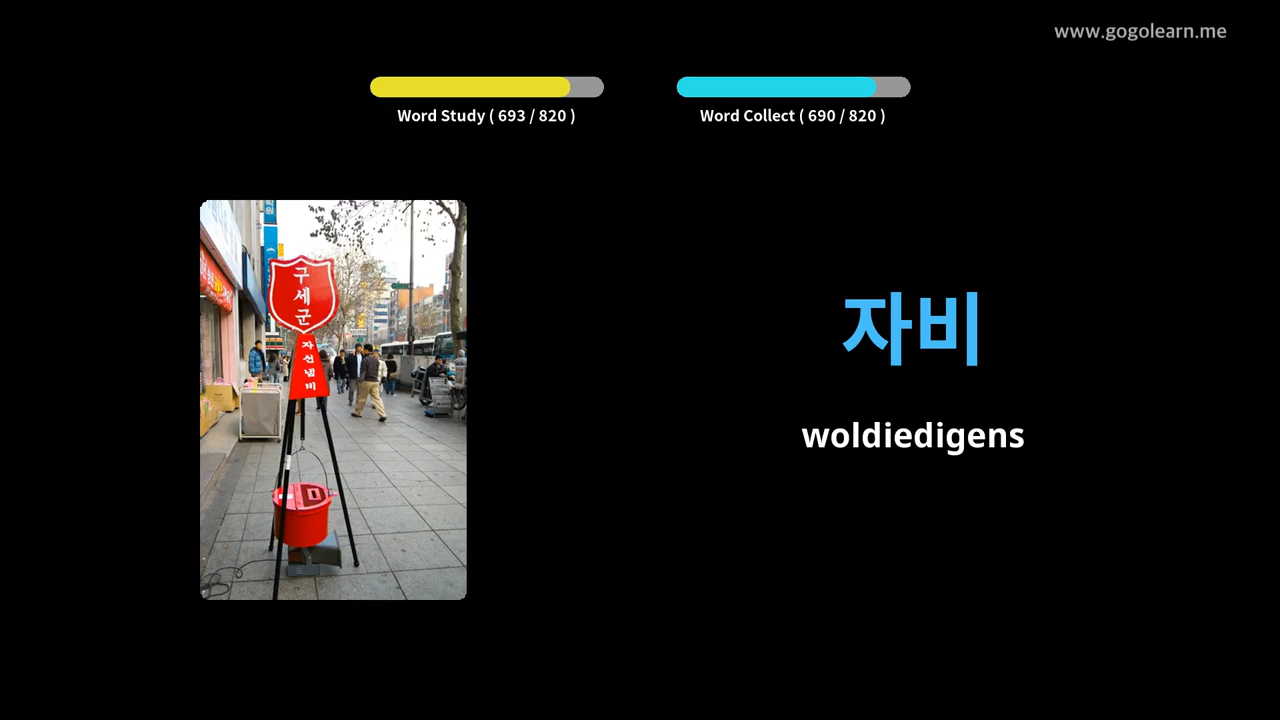 www.gogolearn.me
Word Study ( 693 / 820 )
Word Collect ( 690 / 820 )
구세군
자선냄비
자비
woldiedigens